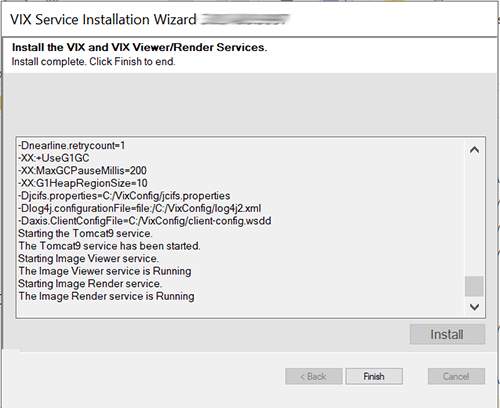 VIX Service Installation Wizard
Install the VIX and VIX Viewer/Render Services.
Install complete. Click Finish to end.
-Dnearline.retrycount=1
-XX:+UseG1GC
-XX:MaxGCPauseMillis=200
-XX:G1HeapRegionSize=10
-Djcifs.properties=C:/VixConfig/jcifs.properties
-Dlog4j.configurationFile=file:/C:/VixConfig/log4j2.xml
-Daxis.ClientConfigFile=C:/VixConfig/client-config.wsdd
Starting the Tomcat9 service.
The Tomcat9 service has been started.
Starting Image Viewer service.
The Image Viewer service is Running
Starting Image Render service.
The Image Render service is Running
Install
< Back
Finish
Cancel